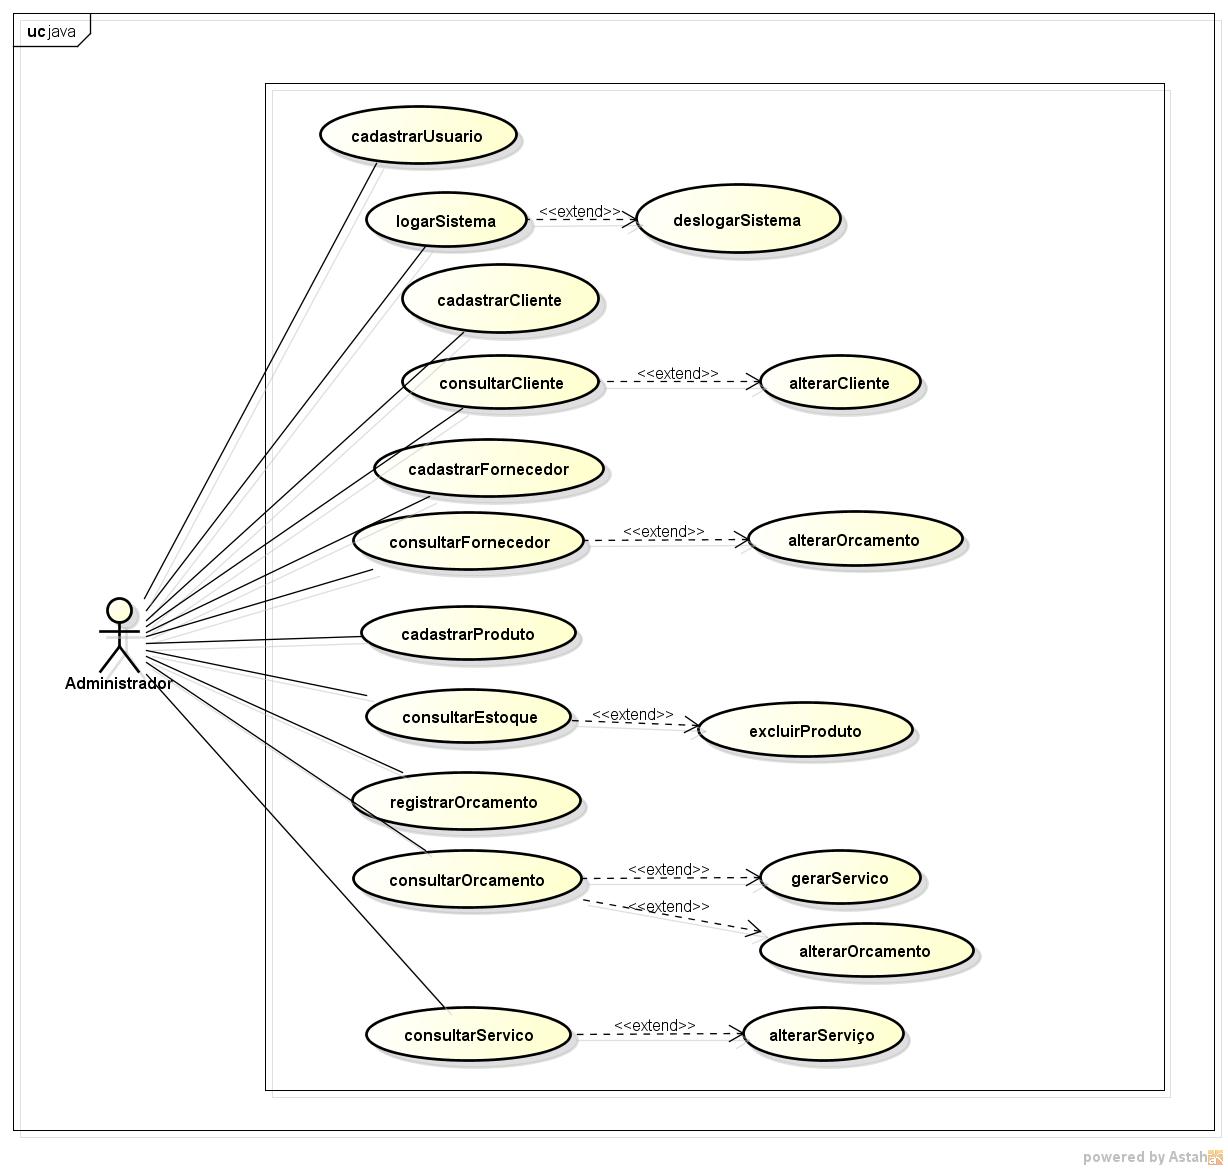 uc java
cadastrarUsuario
logarSistema
<<extend>>
deslogarSistema
cadastrarCliente
consultarCliente
<<extend>>
alterarCliente
cadastrarFornecedor
consultarFornecedor
<<extend>>
alterarOrcamento
cadastrarProduto
Administrador
consultarEstoque
<<extend>>
excluirProduto
registrarOrcamento
consultarOrcamento
<<extend>>
gerarServico
<<extend>>
alterarOrcamento
consultarServico
<<extend>>
alterarServiço
powered by Astah